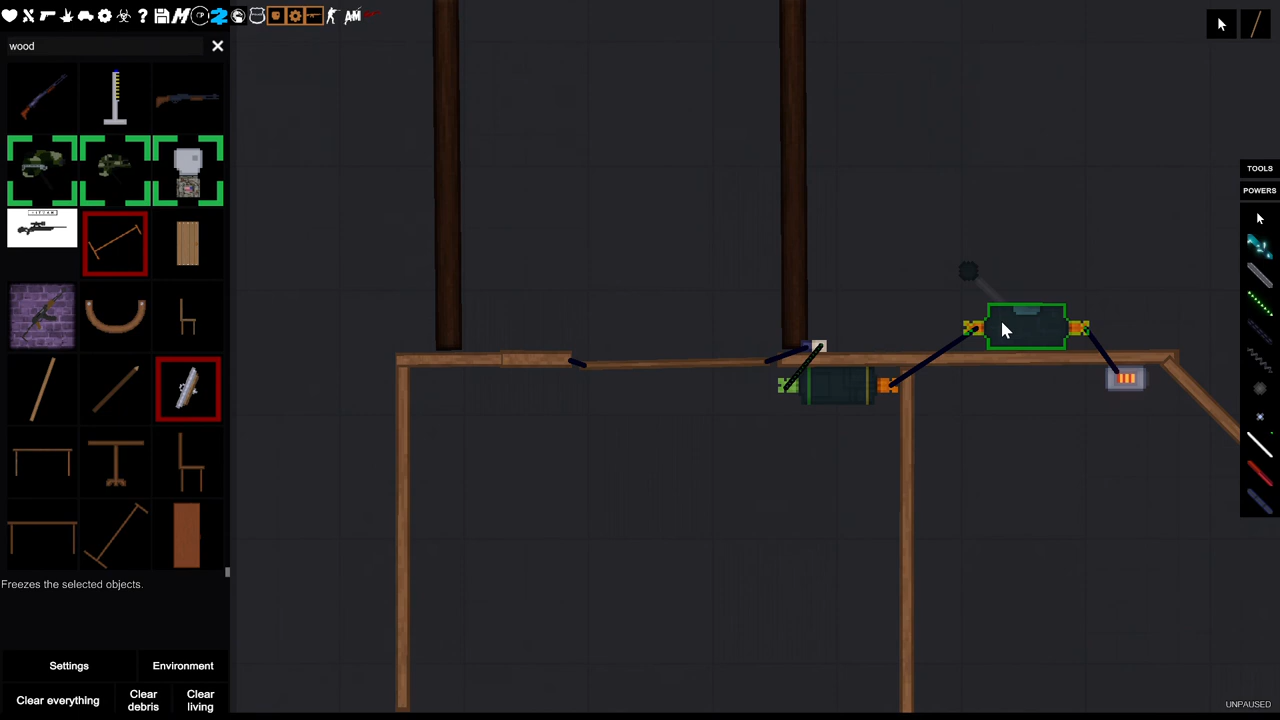 wood
TOOLS
POWERS
Freezes the selected objects.
Settings
Environment
Clear everything
Clear debris
Clear living
UNPAUSED